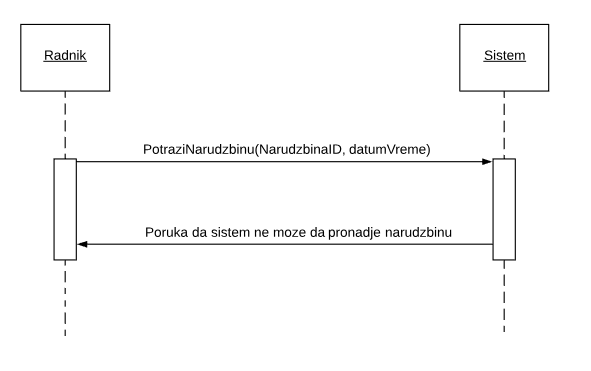 Radnik
Sistem
PotraziNarudzbinu(NarudzbinaID, datumVreme)
Poruka da sistem ne moze da pronadje narudzbinu